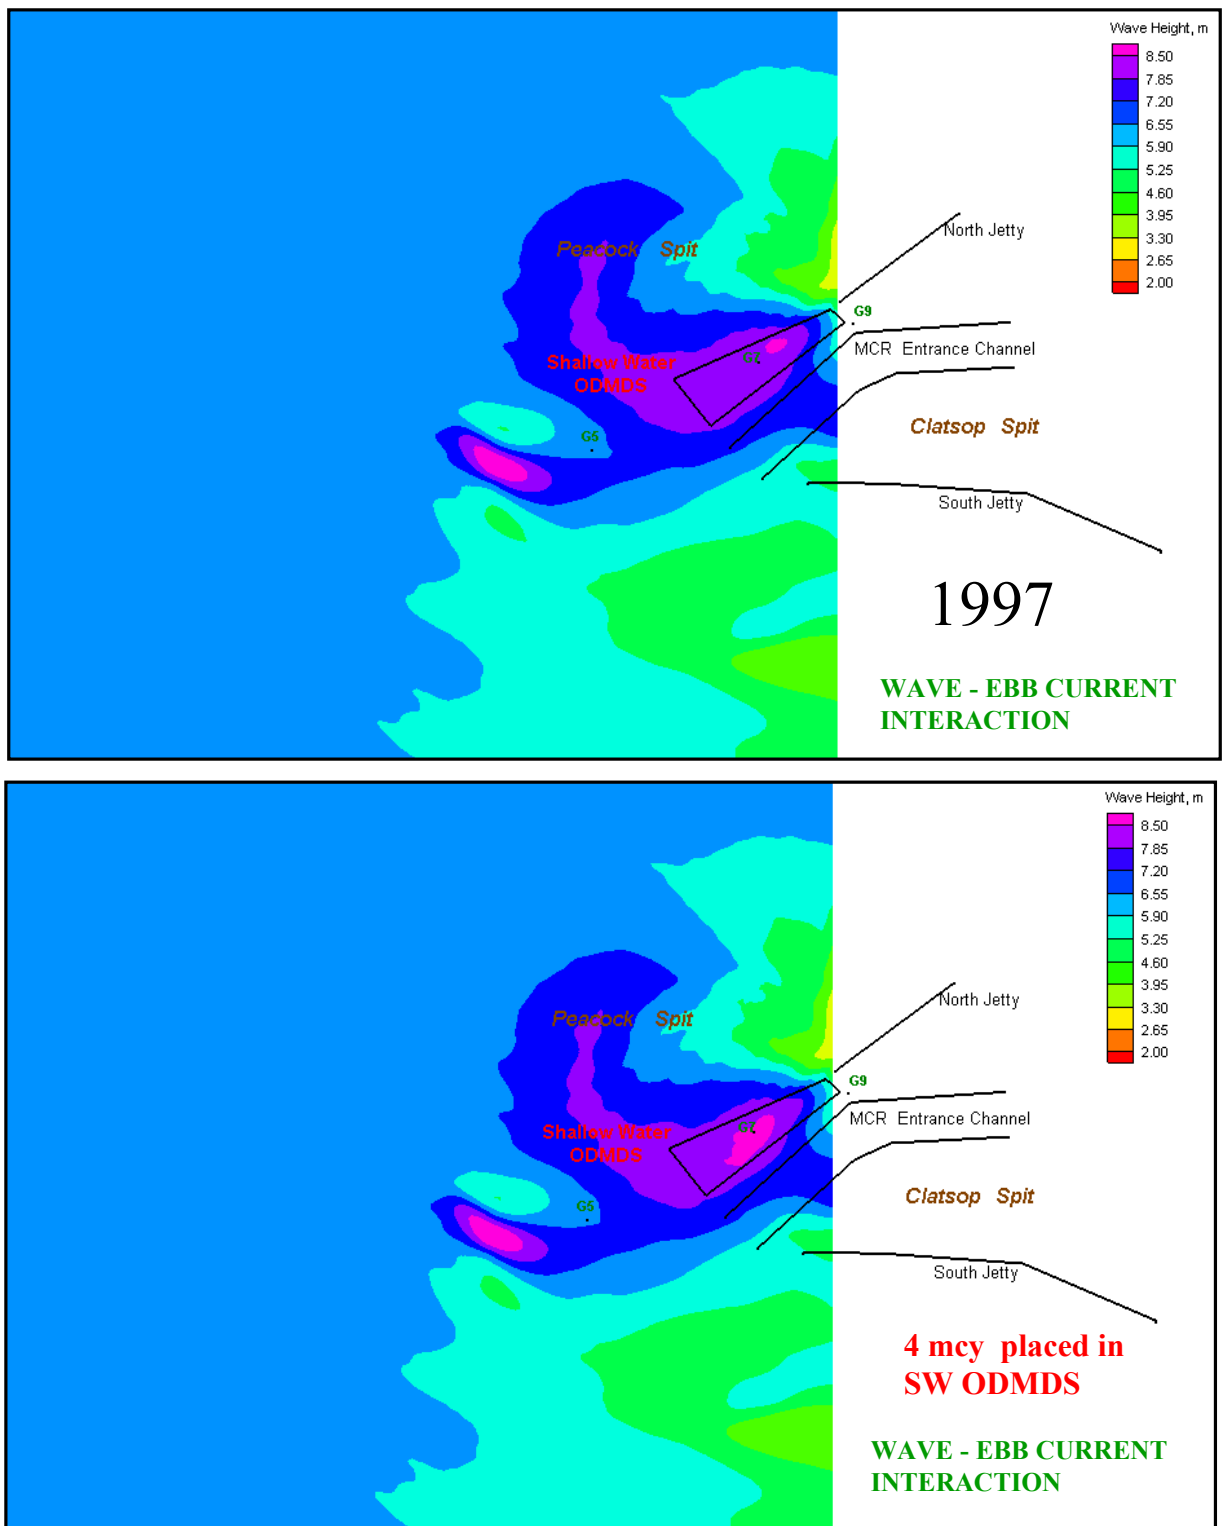 Wave Height, m
8.50
7.85
7.20
6.55
5.90
5.25
4.60
3.95
3.30
2.65
2.00
North Jetty
Peacock Spit
G9
MCR Entrance Channel
Shallow Water
ODMDS
G7
Clatsop Spit
G5
South Jetty
1997
WAVE - EBB CURRENT
INTERACTION
Wave Height, m
8.50
7.85
7.20
6.55
5.90
5.25
4.60
3.95
3.30
2.65
2.00
North Jetty
Peacock Spit
G9
MCR Entrance Channel
Shallow Water
ODMDS
G7
Clatsop Spit
G5
South Jetty
4 mcy placed in
SW ODMDS
WAVE - EBB CURRENT
INTERACTION